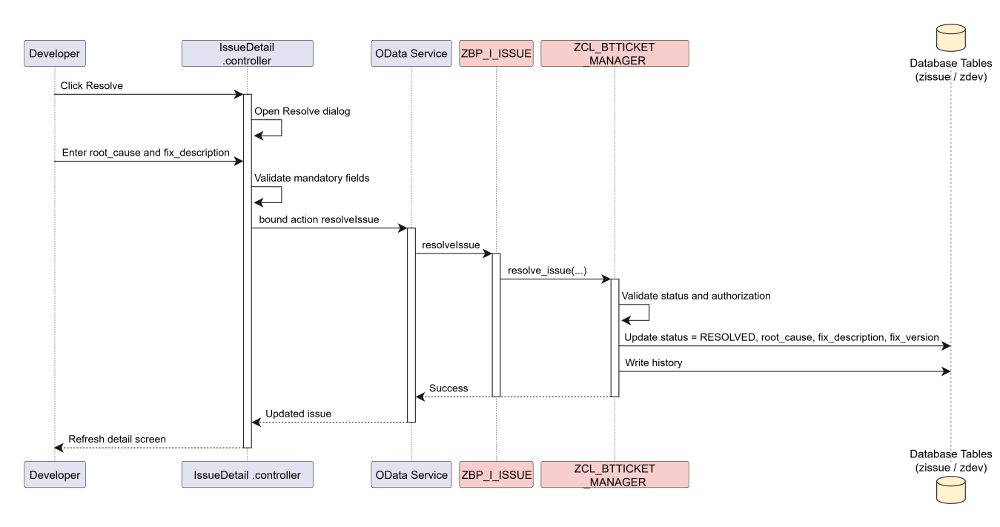 Developer
IssueDetail
.controller
OData Service
ZBP_I_ISSUE
ZCL_BTTICKET
_MANAGER
Database Tables
(zissue / zdev)
Click Resolve
Open Resolve dialog
Enter root_cause and fix_description
Validate mandatory fields
bound action resolveIssue
resolveIssue
resolve_issue(...)
Validate status and authorization
Update status = RESOLVED, root_cause, fix_description, fix_version
Write history
Success
Updated issue
Refresh detail screen
Developer
IssueDetail .controller
OData Service
ZBP_I_ISSUE
ZCL_BTTICKET
_MANAGER
Database Tables
(zissue / zdev)